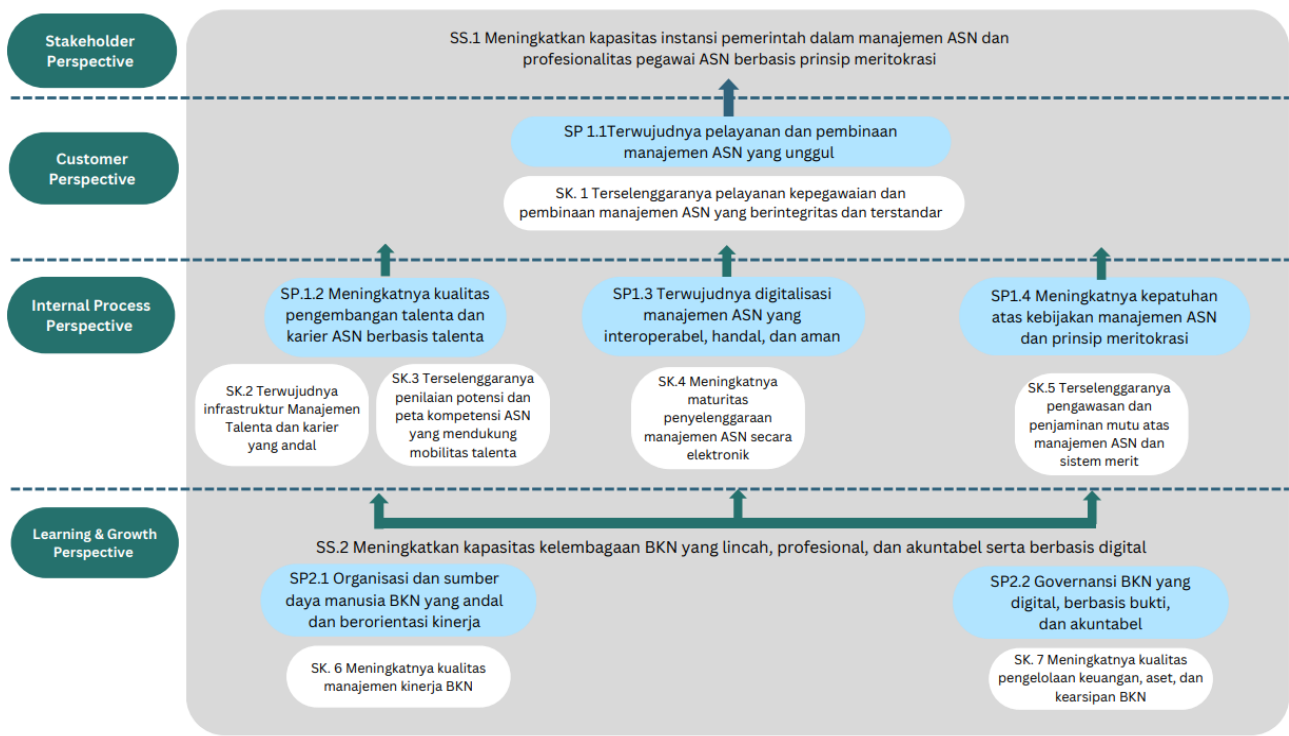 Stakeholder
Perspective
SS.1 Meningkatkan kapasitas instansi pemerintah dalam manajemen ASN dan
profesionalitas pegawai ASN berbasis prinsip meritokrasi
Customer
Perspective
SP 1.1Terwujudnya pelayanan dan pembinaan
manajemen ASN yang unggul
SK. 1 Terselenggaranya pelayanan kepegawaian dan
pembinaan manajemen ASN yang berintegritas dan terstandar
Internal Process
Perspective
SP.1.2 Meningkatnya kualitas
pengembangan talenta dan
karier ASN berbasis talenta
SK.2 Terwujudnya
infrastruktur Manajemen
Talenta dan karier
yang andal
SK.3 Terselenggaranya
penilaian potensi dan
peta kompetensi ASN
yang mendukung
mobilitas talenta
SP1.3 Terwujudnya digitalisasi
manajemen ASN yang
interoperabel, handal, dan aman
SK.4 Meningkatnya
maturitas
penyelenggaraan
manajemen ASN secara
elektronik
SP1.4 Meningkatnya kepatuhan
atas kebijakan manajemen ASN
dan prinsip meritokrasi
SK.5 Terselenggaranya
pengawasan dan
penjaminan mutu atas
manajemen ASN dan
sistem merit
Learning & Growth
Perspective
SS.2 Meningkatkan kapasitas kelembagaan BKN yang lincah, profesional, dan akuntabel serta berbasis digital
SP2.1 Organisasi dan sumber
daya manusia BKN yang andal
dan berorientasi kinerja
SK. 6 Meningkatnya kualitas
manajemen kinerja BKN
SP2.2 Governansi BKN yang
digital, berbasis bukti,
dan akuntabel
SK. 7 Meningkatnya kualitas
pengelolaan keuangan, aset, dan
kearsipan BKN